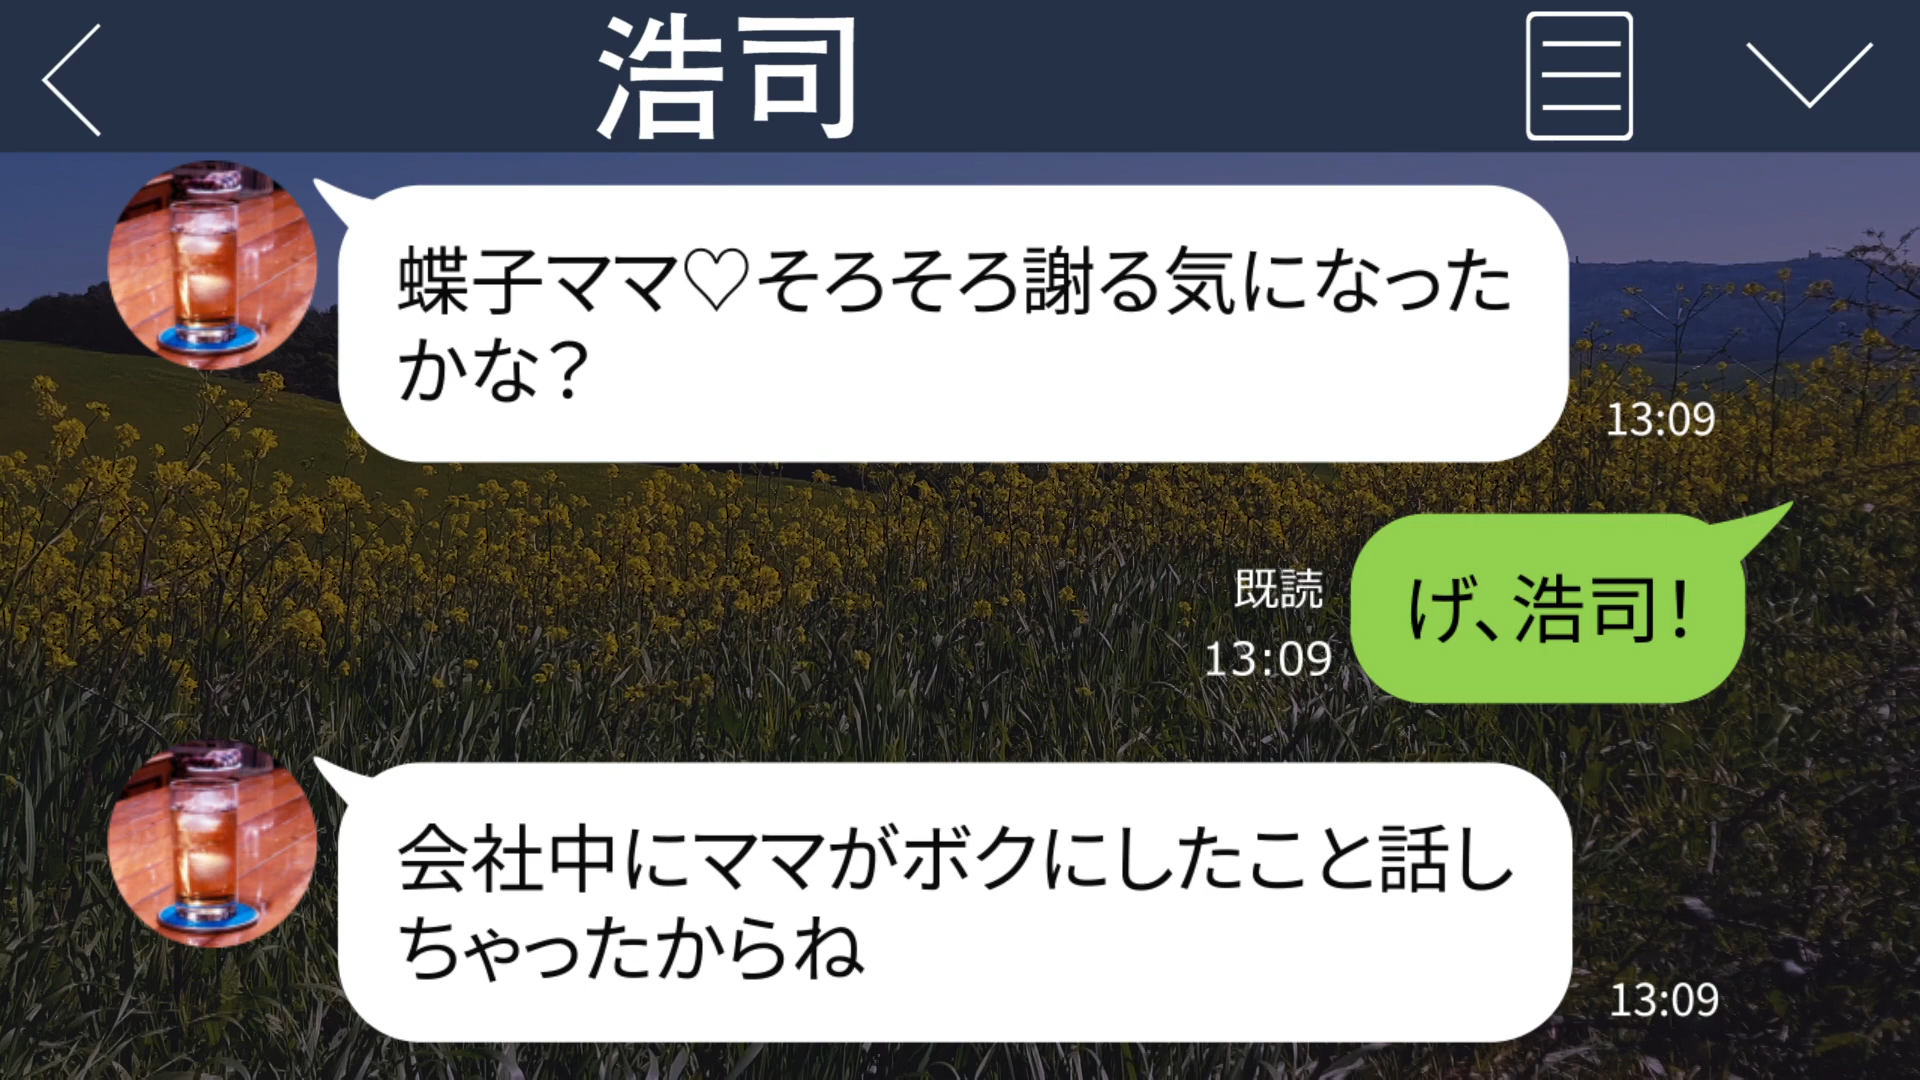 浩司
蝶子ママ♡そろそろ謝る気になった
かな？
13:09
げ、浩司！
既読
13:09
会社中にママがボクにしたこと話し
ちゃったからね
13:09